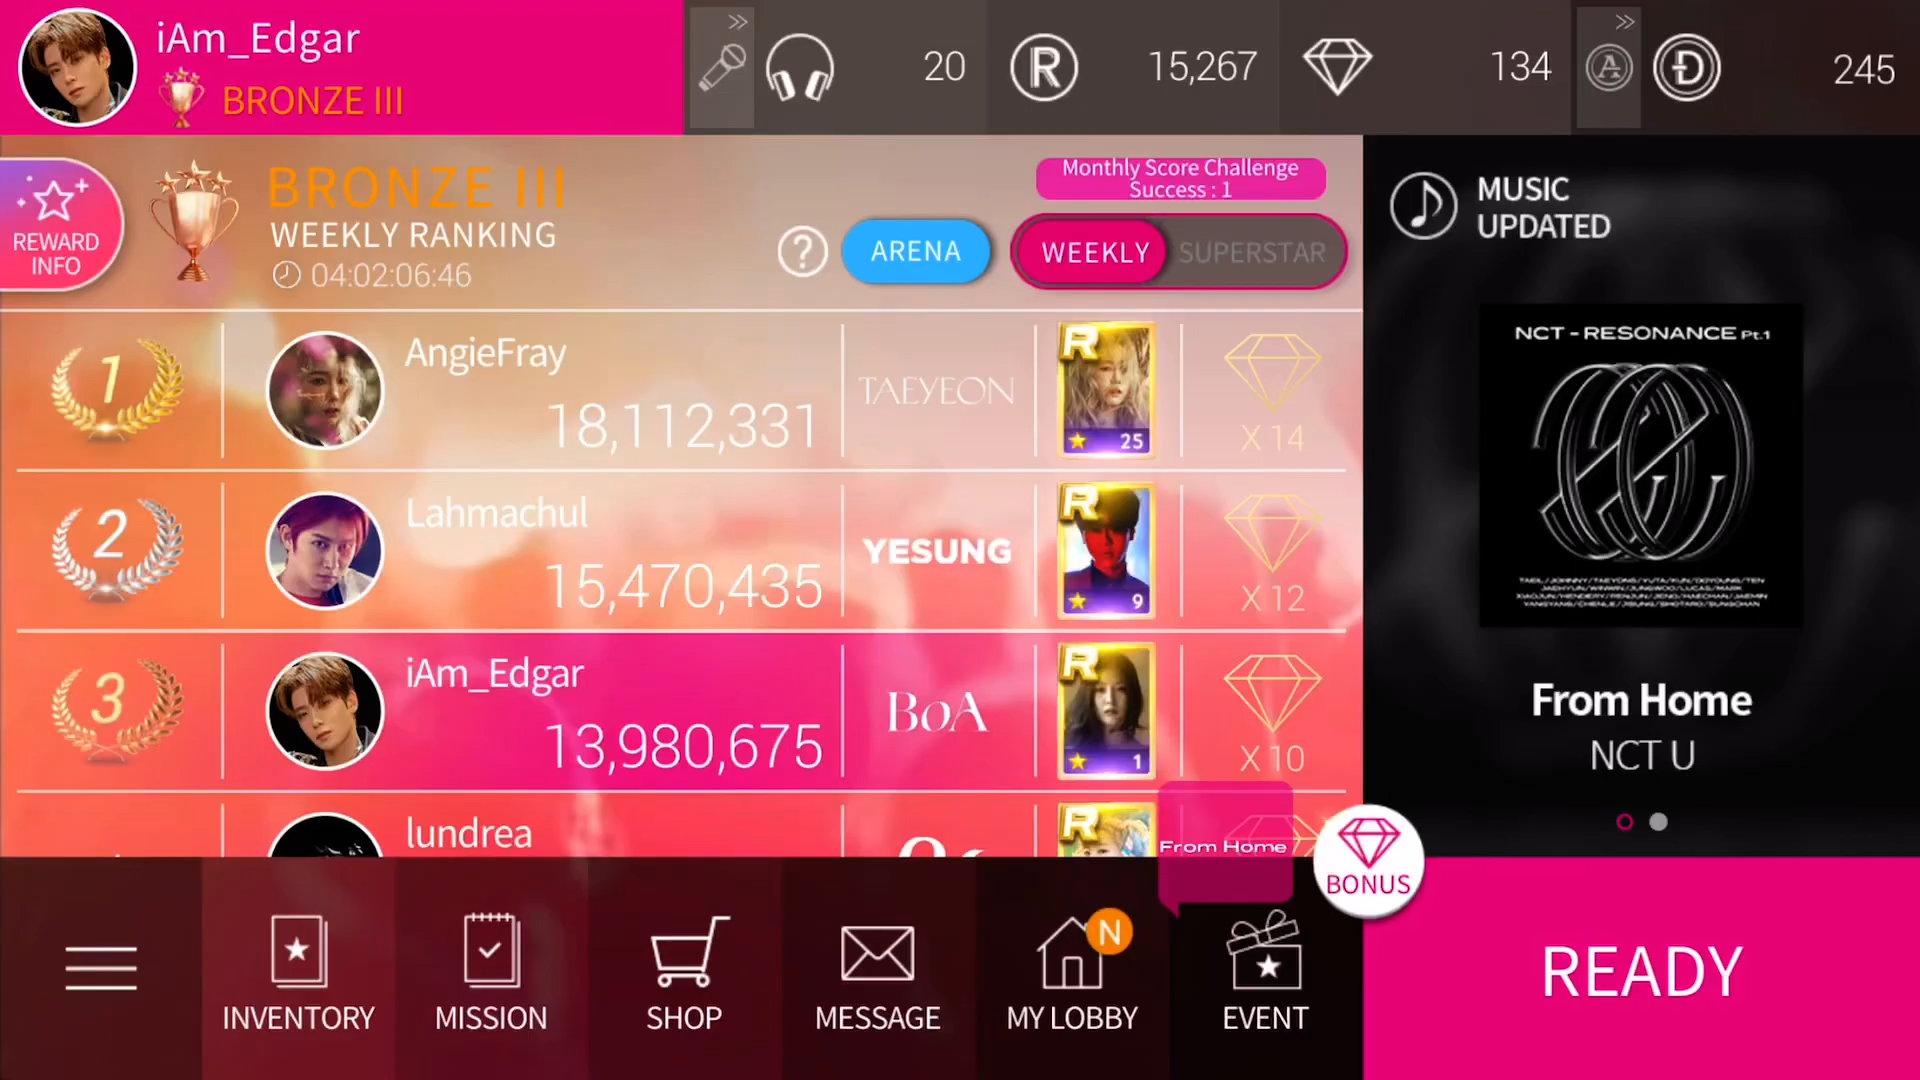 iAm_Edgar
BRONZE III
20
R
15,267
134
A
245
REWARD
INFO
BRONZE III
WEEKLY RANKING
04:02:06:46
Monthly Score Challenge
Success : 1
?
ARENA
WEEKLY
SUPERSTAR
1
AngieFray
18,112,331
TAEYEON
R
25
X 14
2
Lahmachul
15,470,435
YESUNG
R
9
X 12
3
iAm_Edgar
13,980,675
BoA
R
1
X 10
lundrea
R
From Home
MUSIC
UPDATED
NCT - RESONANCE Pt.1
From Home
NCT U
BONUS
INVENTORY
MISSION
SHOP
MESSAGE
N
MY LOBBY
EVENT
READY